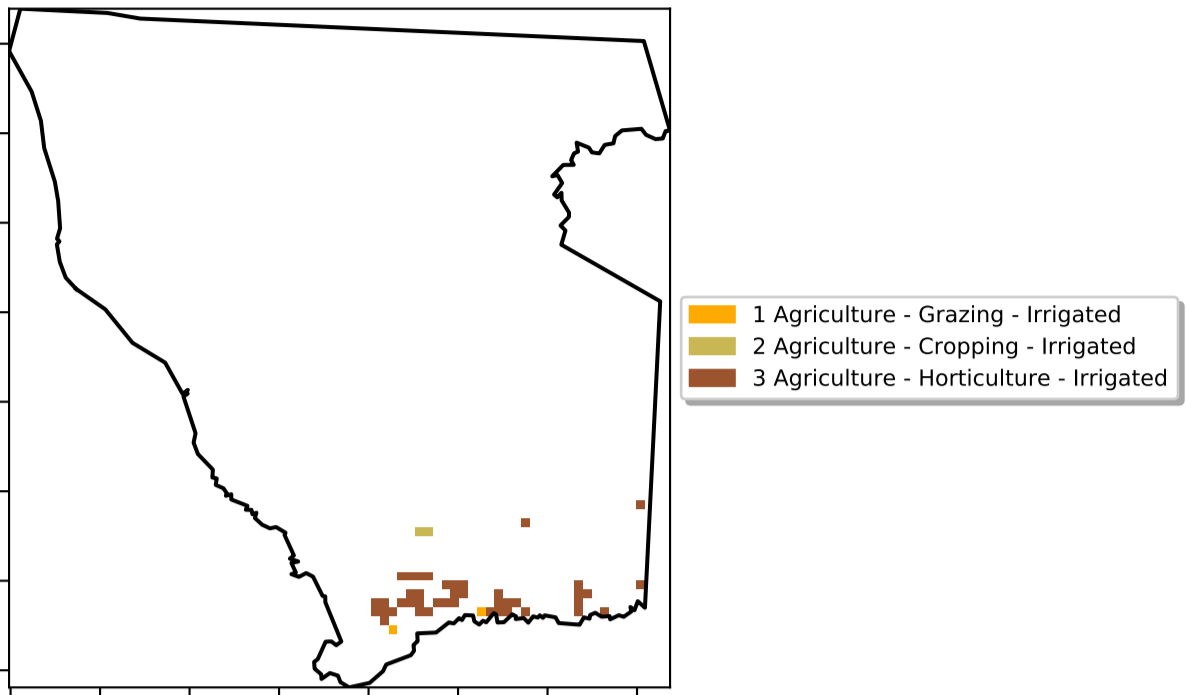 1 Agriculture - Grazing - Irrigated
2 Agriculture - Cropping - Irrigated
3 Agriculture - Horticulture - Irrigated